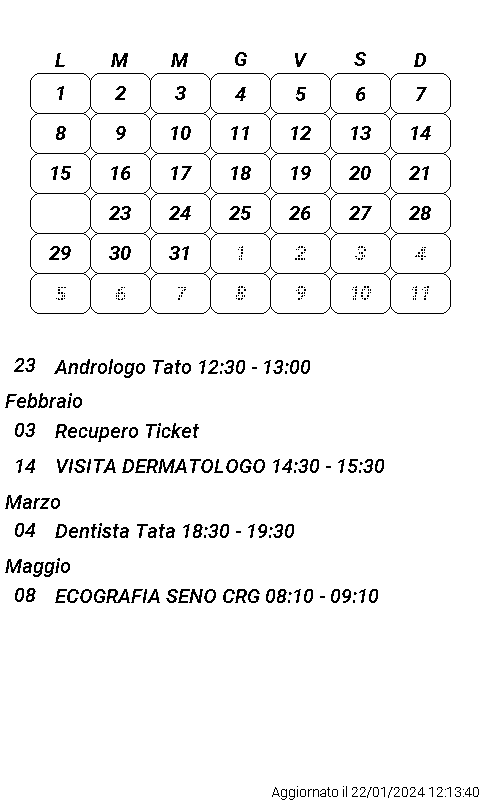 L M M G V S D
1 2 3 4 5 6 7
8 9 10 11 12 13 14
15 16 17 18 19 20 21
23 24 25 26 27 28
29 30 31 1 2 3 4
5 6 7 8 9 10 11
23 Andrologo Tato 12:30 - 13:00
Febbraio
03 Recupero Ticket
14 VISITA DERMATOLOGO 14:30 - 15:30
Marzo
04 Dentista Tata 18:30 - 19:30
Maggio
08 ECOGRAFIA SENO CRG 08:10 - 09:10
Aggiornato il 22/01/2024 12:13:40